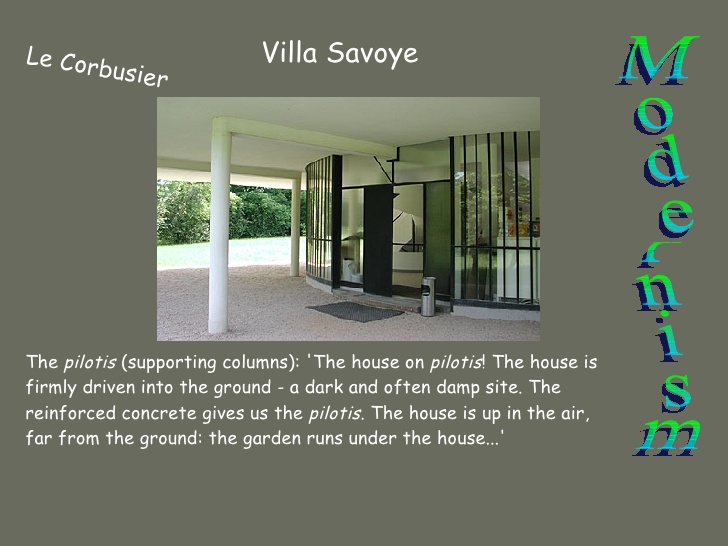 Le Corbusier
Villa Savoye
Modernism
The pilotis (supporting columns): 'The house on pilotis! The house is
firmly driven into the ground - a dark and often damp site. The
reinforced concrete gives us the pilotis. The house is up in the air,
far from the ground: the garden runs under the house...'